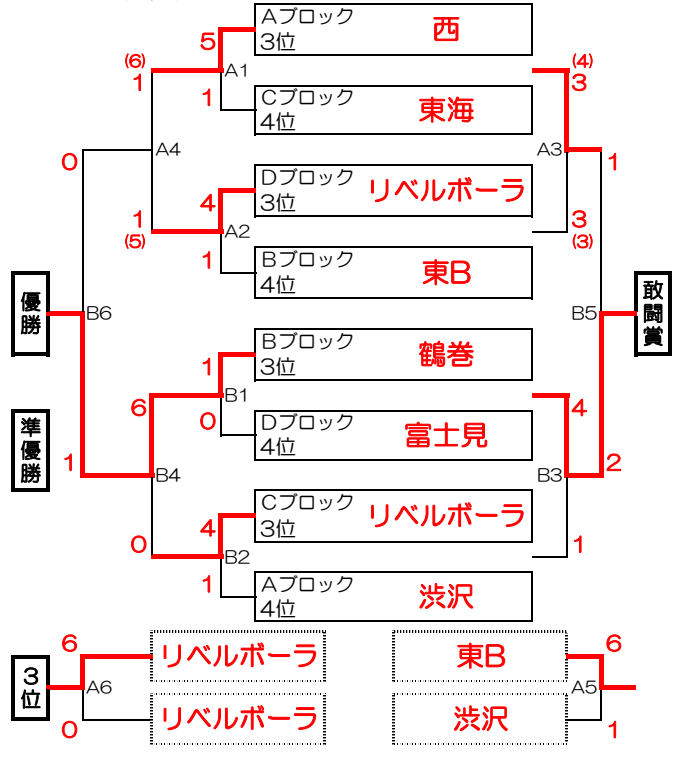 Aブロック
3位
西
5
(6)
1
A1
1
Cブロック
4位
東海
(4)
3
0
A4
A3
1
Dブロック
3位
リベルボーラ
4
1
(5)
A2
1
3
(3)
Bブロック
4位
東B
優勝
B6
B5
敢闘賞
Bブロック
3位
鶴巻
1
6
B1
0
4
Dブロック
4位
富士見
準優勝
1
B4
B3
2
Cブロック
3位
リベルボーラ
4
0
B2
1
1
Aブロック
4位
渋沢
3位
6
リベルボーラ
東B
6
A6
A5
0
リベルボーラ
渋沢
1